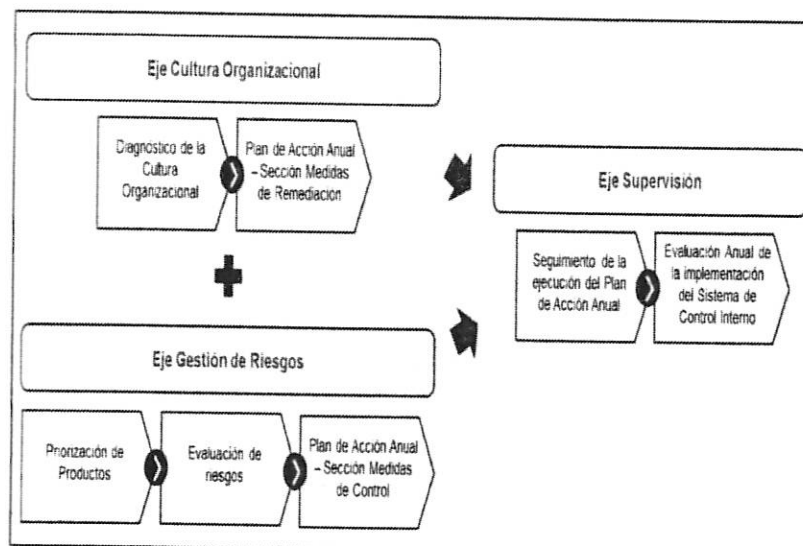 Eje Cultura Organizacional
Diagnóstico de la
Cultura
Organizacional
Plan de Acción Anual
– Sección Medidas
de Remediación
Eje Supervisión
Seguimiento de la
ejecución del Plan
de Acción Anual
Evaluación Anual de
la implementación
del Sistema de
Control Interno
Eje Gestión de Riesgos
Priorización de
Productos
Evaluación de
riesgos
Plan de Acción Anual
– Sección Medidas
de Control